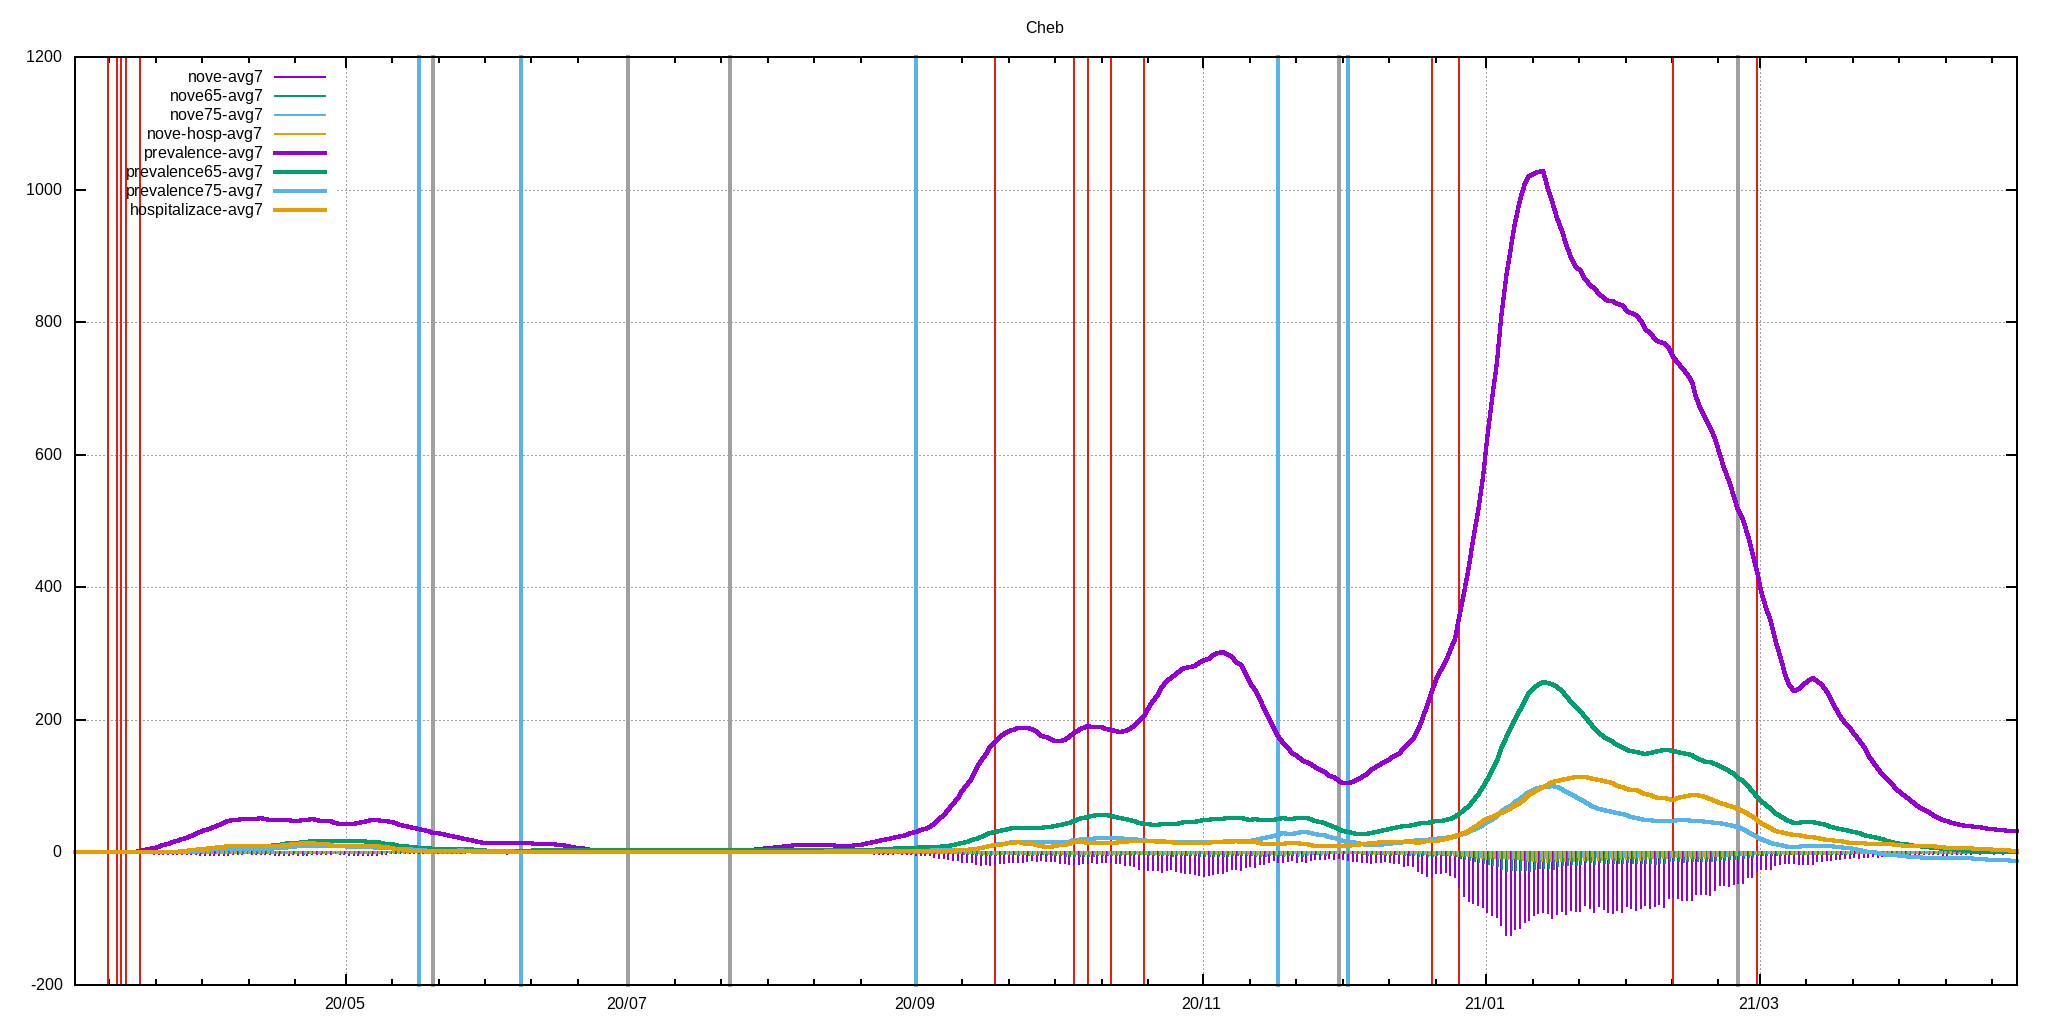 Cheb
1200
1000
800
600
400
200
0
-200
nove-avg7
nove65-avg7
nove75-avg7
nove-hosp-avg7
prevalence-avg7
prevalence65-avg7
prevalence75-avg7
hospitalizace-avg7
20/05
20/07
20/09
20/11
21/01
21/03